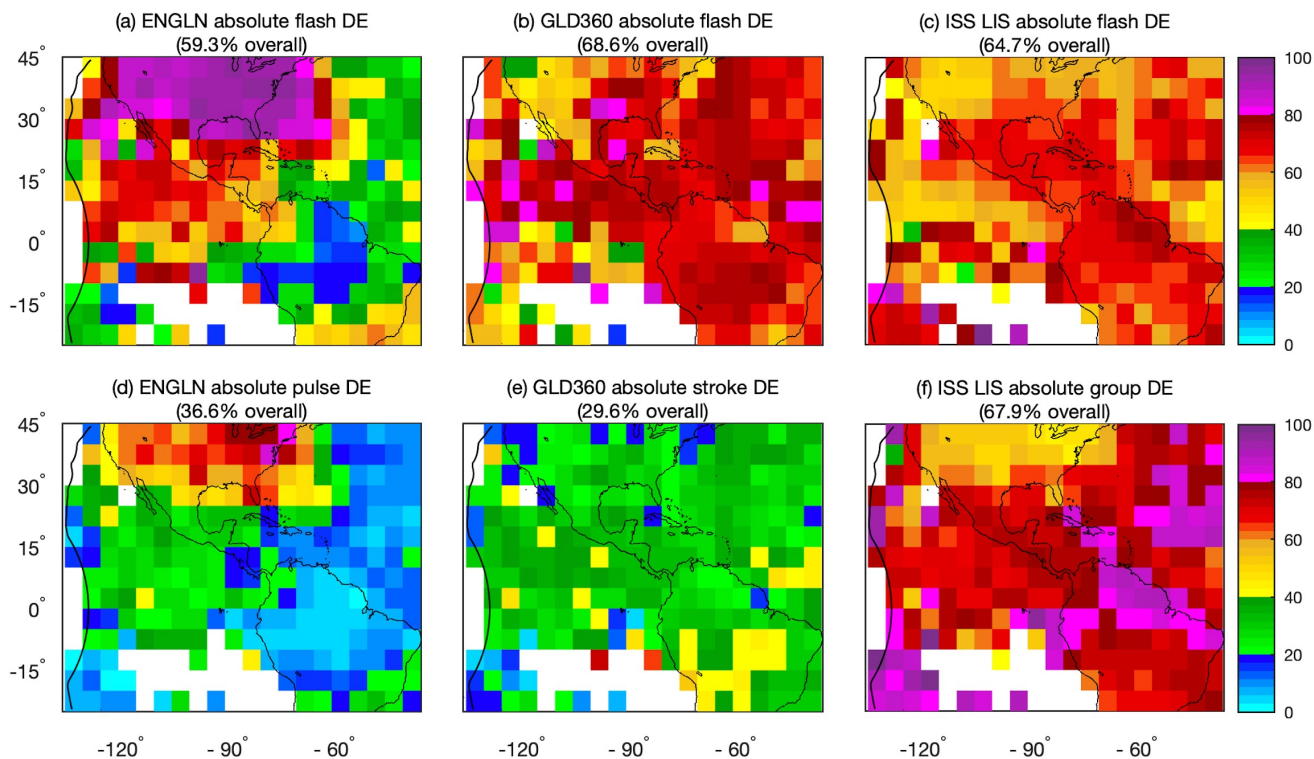 (a) ENGLN absolute flash DE
(59.3% overall)
(b) GLD360 absolute flash DE
(68.6% overall)
(c) ISS LIS absolute flash DE
(64.7% overall)
45°
30°
15°
0°
-15°
100
80
60
40
20
0
(d) ENGLN absolute pulse DE
(36.6% overall)
(e) GLD360 absolute stroke DE
(29.6% overall)
(f) ISS LIS absolute group DE
(67.9% overall)
45°
30°
15°
0°
-15°
100
80
60
40
20
0
-120° - 90° - 60°
-120° - 90° - 60°
-120° - 90° - 60°